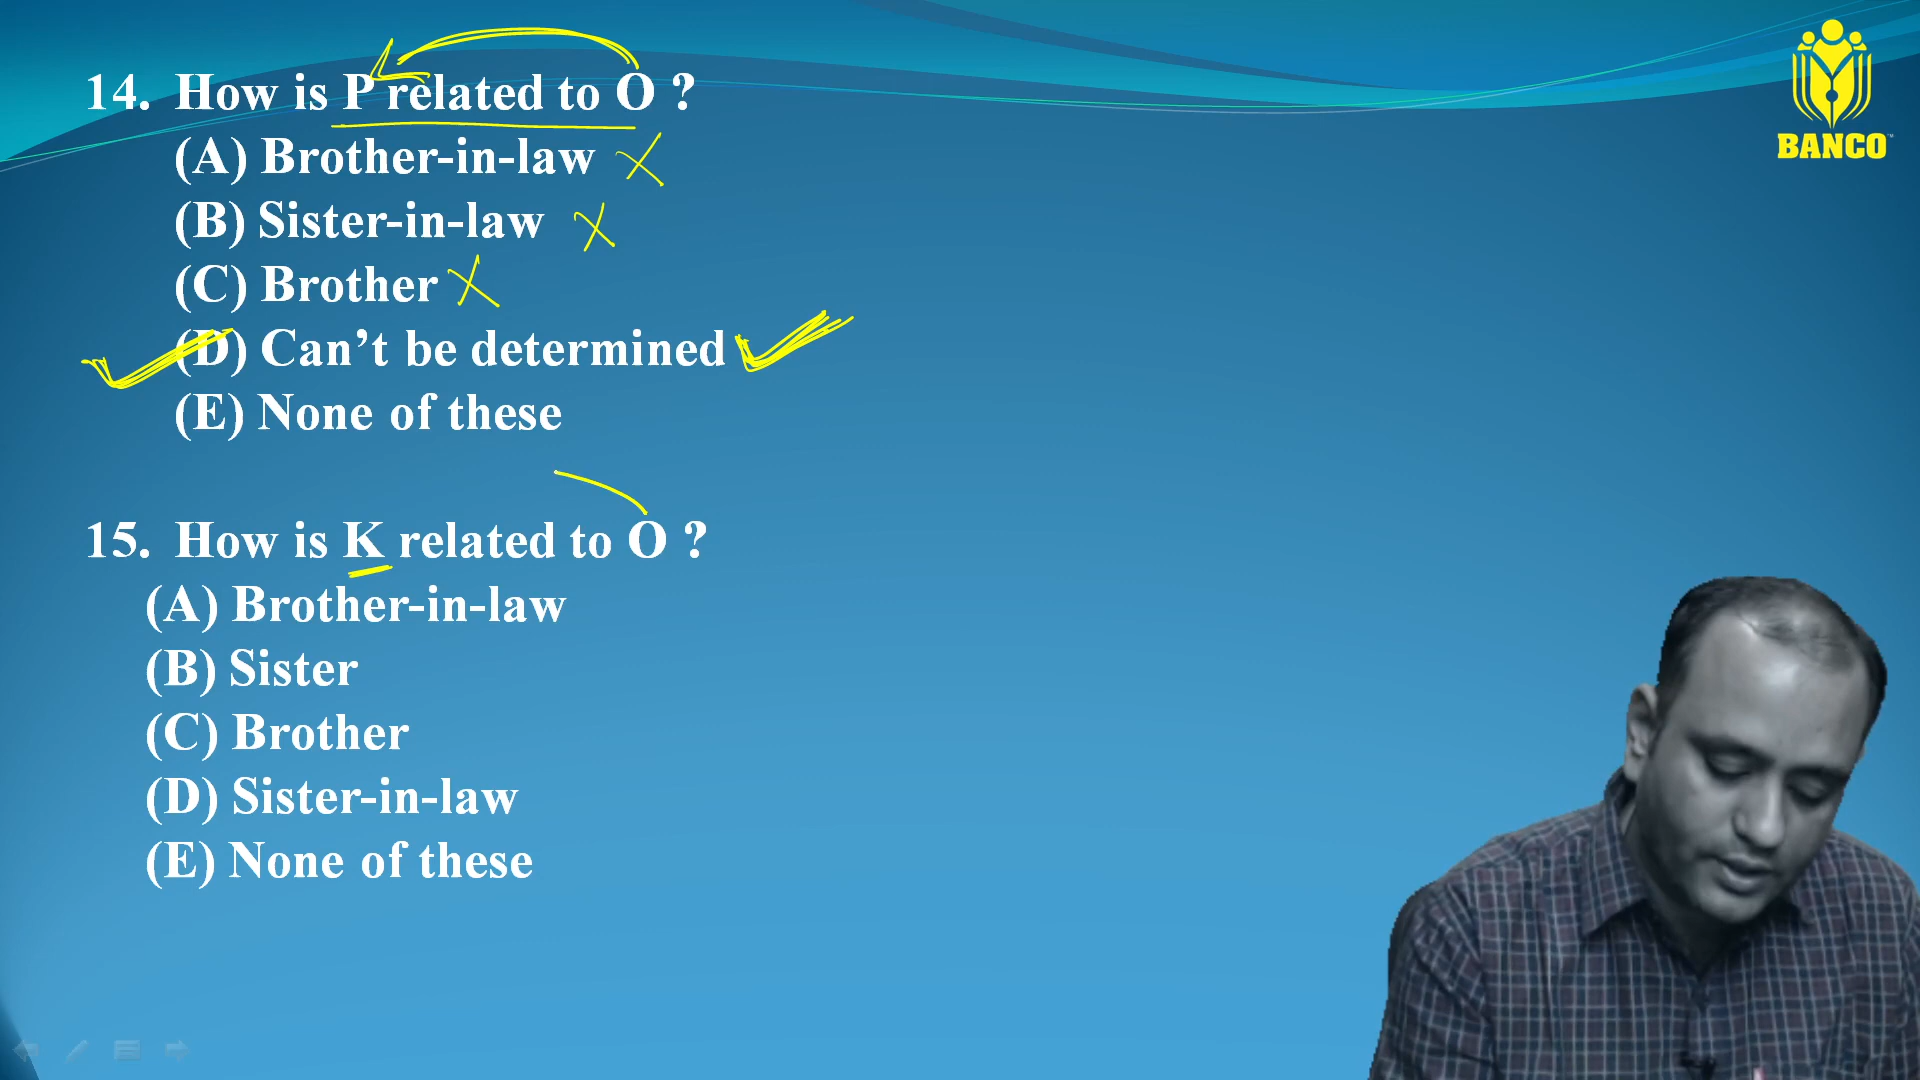 14. How is P related to O ?
(A) Brother-in-law
(B) Sister-in-law
(C) Brother
(D) Can't be determined
(E) None of these
15. How is K related to O ?
(A) Brother-in-law
(B) Sister
(C) Brother
(D) Sister-in-law
(E) None of these
BANCO™